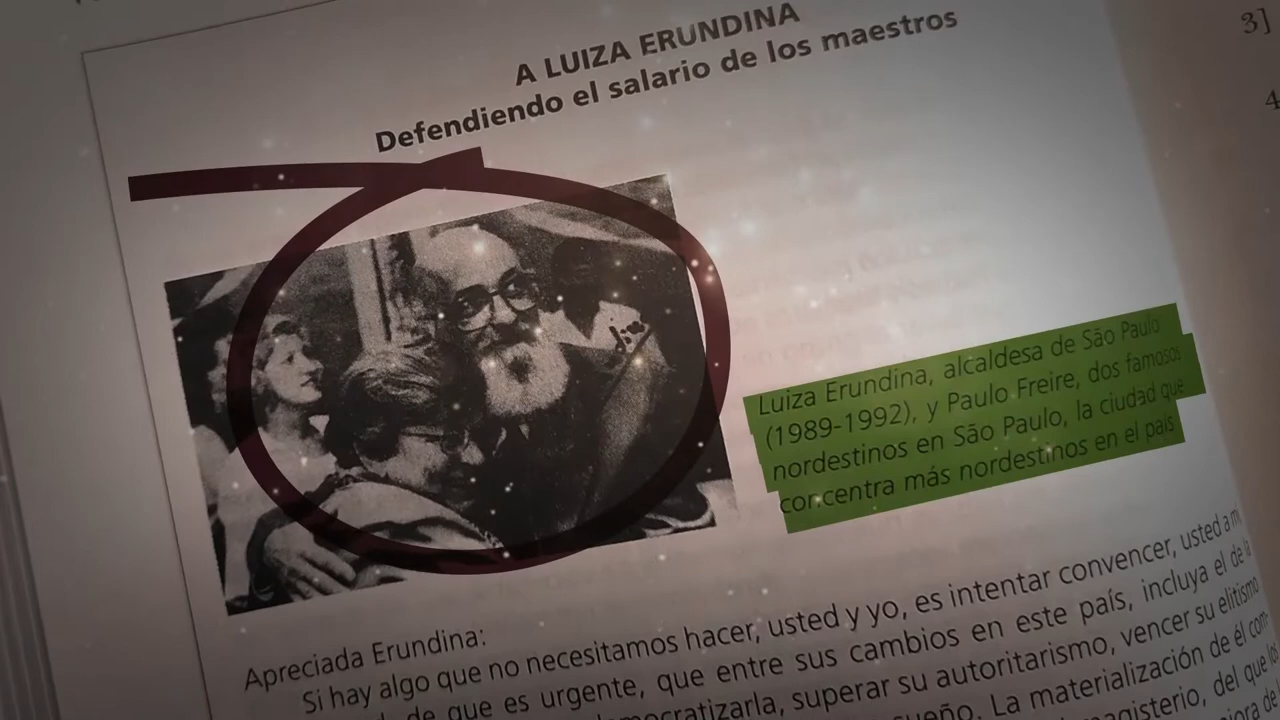 A LUIZA ERUNDINA
Defendiendo el salario de los maestros
3]
4
Luiza Erundina, alcaldesa de São Paulo
(1989-1992), y Paulo Freire, dos famosos
nordestinos en São Paulo, la ciudad que
concentra más nordestinos en el país
Apreciada Erundina:
Si hay algo que no necesitamos hacer, usted y yo, es intentar convencer, usted a mí
de que es urgente, que entre sus cambios en este país, incluya el de la
superar su autoritarismo, vencer su elitismo
sueño. La materialización de él com-
magisterio, del que los